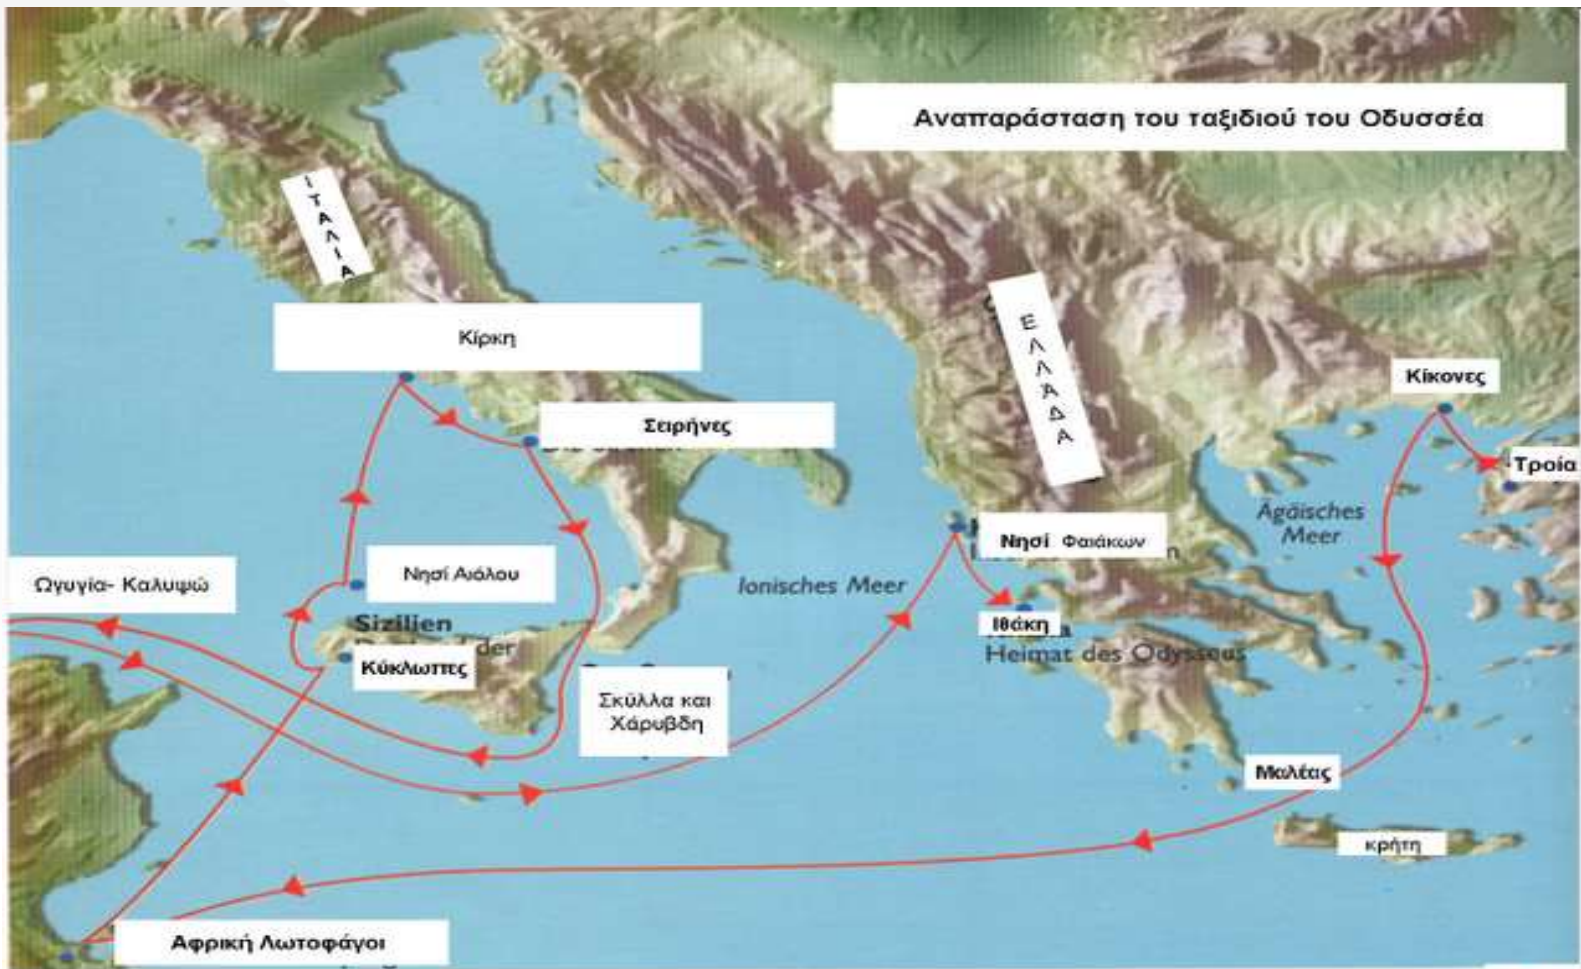 Αναπαράσταση του ταξιδιού του Οδυσσέα
ΙΤΑΛΙΑ
ΕΛΛΑΔΑ
Κίρκη
Κίκονες
Σειρήνες
Τροία
Ägäisches
Meer
Νησί Φαιάκων
Νησί Αιόλου
Ωγυγία- Καλυψώ
Ionisches Meer
Sizilien
der
Ιθάκη
Heimat des Odysseus
Κύκλωπες
Σκύλλα και
Χάρυβδη
Μαλέας
κρήτη
Αφρική Λωτοφάγοι